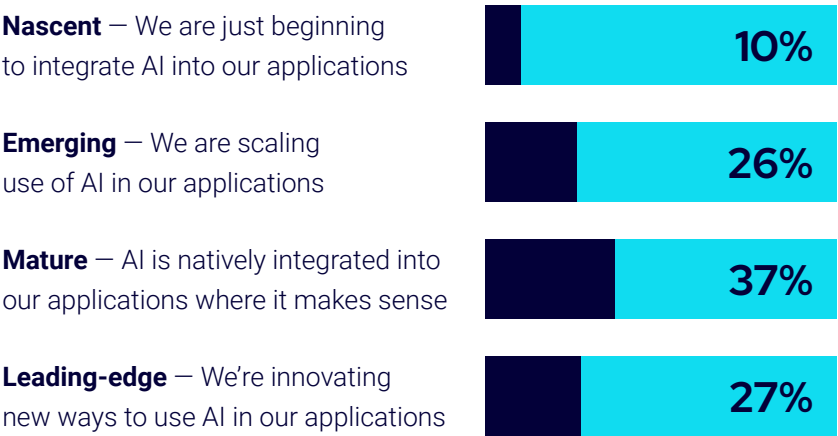 Nascent — We are just beginning
to integrate AI into our applications
10%
Emerging — We are scaling
use of AI in our applications
26%
Mature — AI is natively integrated into
our applications where it makes sense
37%
Leading-edge — We’re innovating
new ways to use AI in our applications
27%